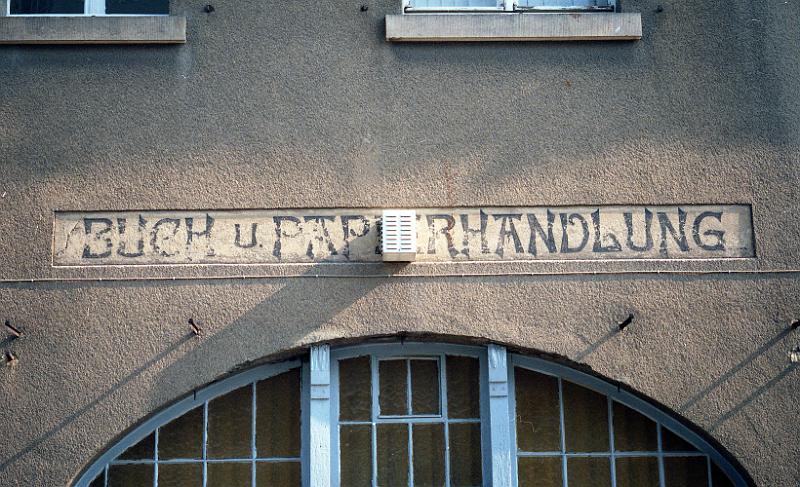 BUCH u. PAPIERHANDLUNG